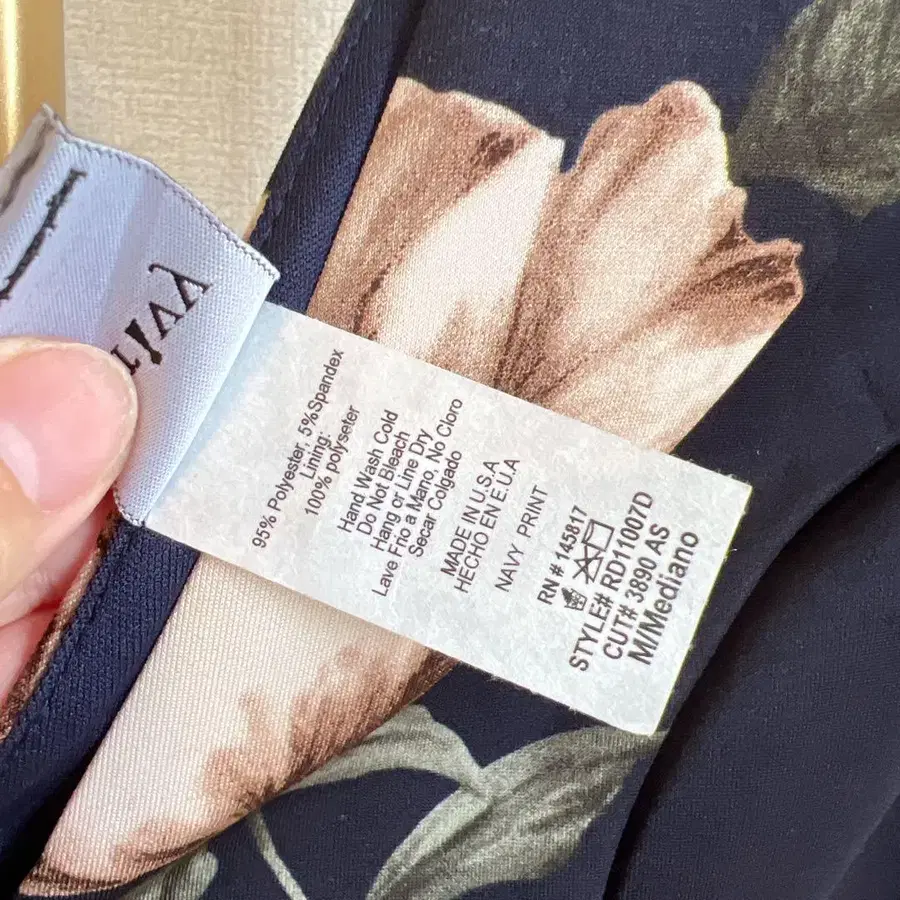 95% Polyester, 5%Spandex
Lining:
100% polyseter
Hand Wash Cold
Do Not Bleach
Hang or Line Dry
Lave Frio a Mano, No Cloro
Secar Colgado
MADE IN U.S.A
HECHO EN E.U.A
NAVY PRINT
RN # 145817
STYLE# RD11007D
CUT# 3890 AS
M/Mediano